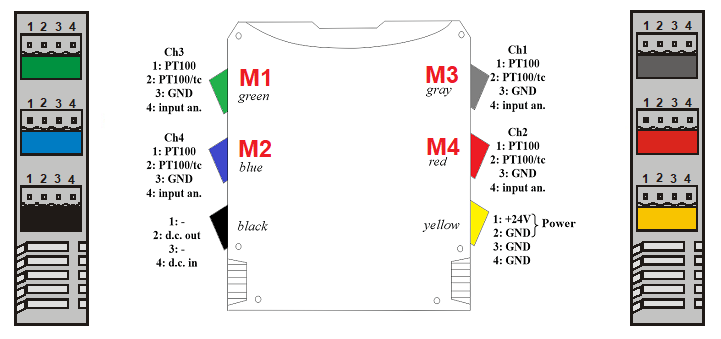 1 2 3 4
1 2 3 4
1 2 3 4
Ch3
1: PT100
2: PT100/tc
3: GND
4: input an.
M1
green
Ch4
1: PT100
2: PT100/tc
3: GND
4: input an.
M2
blue
1: -
2: d.c. out
3: -
4: d.c. in
black
M3
gray
Ch1
1: PT100
2: PT100/tc
3: GND
4: input an.
M4
red
Ch2
1: PT100
2: PT100/tc
3: GND
4: input an.
yellow
1: +24V
2: GND
Power
3: GND
4: GND
1 2 3 4
1 2 3 4
1 2 3 4